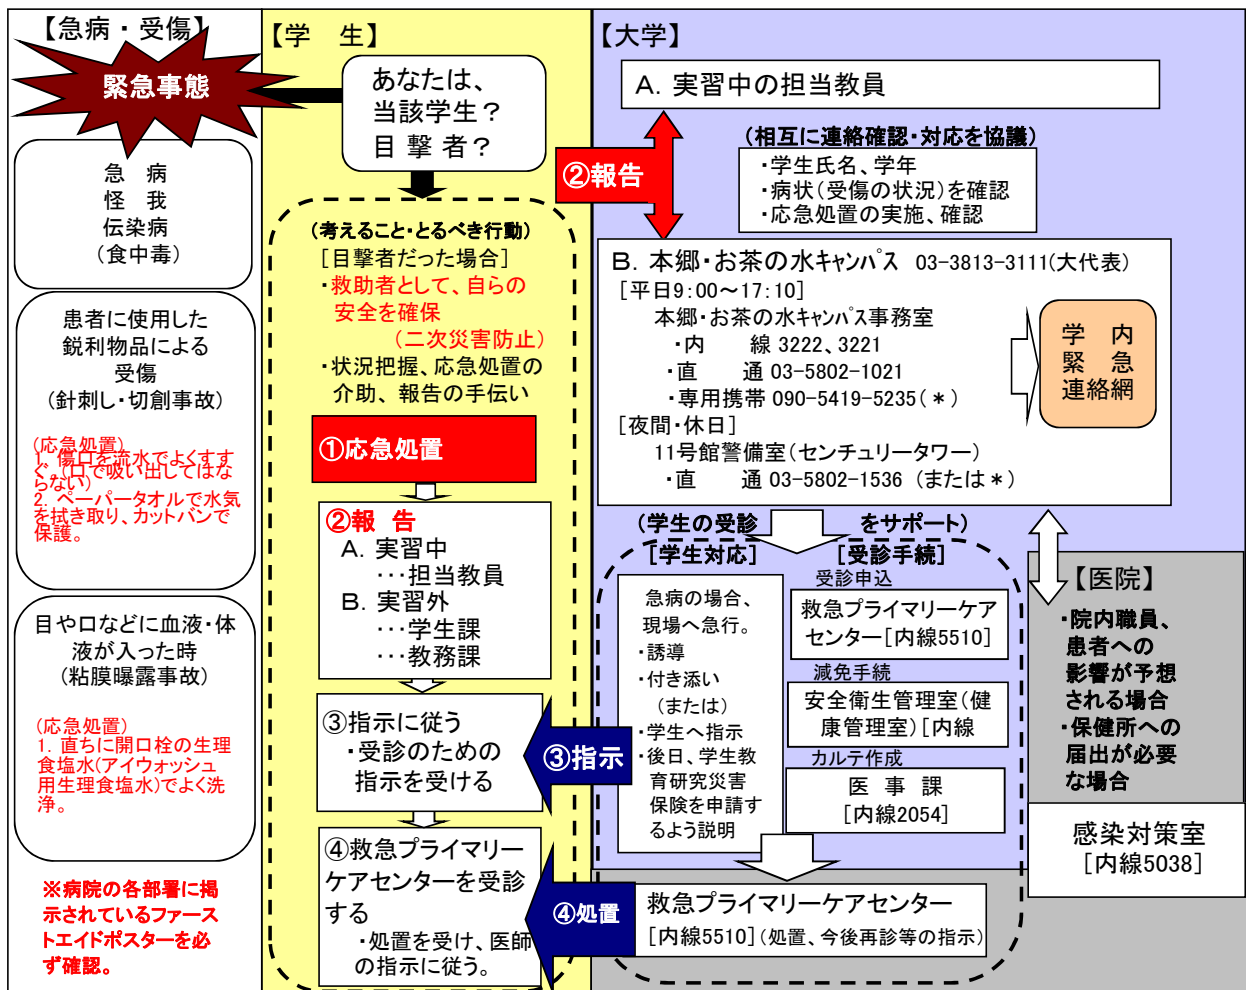 【急病・受傷】
緊急事態
急　病
怪　我
伝染病
（食中毒）
患者に使用した
鋭利物品による
受傷
（針刺し・切創事故）
（応急処置）
1. 傷口を流水でよくすす
ぐ。（口で吸い出してはな
らない）
2. ペーパータオルで水気
を拭き取り、カットバンで
保護。
目や口などに血液・体
液が入った時
（粘膜曝露事故）
（応急処置）
1. 直ちに開口栓の生理
食塩水（アイウォッシュ
用生理食塩水）でよく洗
浄。
※病院の各部署に掲
示されているファース
トエイドポスターを必
ず確認。
【学　生】
あなたは、
当該学生？
目 撃 者？
（考えること・とるべき行動）
［目撃者だった場合］
・救助者として、自らの
安全を確保
（二次災害防止）
・状況把握、応急処置の
介助、報告の手伝い
①応急処置
②報 告
A. 実習中
･･･担当教員
B. 実習外
･･･学生課
･･･教務課
③指示に従う
・受診のための
指示を受ける
④救急プライマリー
ケアセンターを受診
する
・処置を受け、医師
の指示に従う。
【大学】
A. 実習中の担当教員
②報告
（相互に連絡確認・対応を協議）
・学生氏名、学年
・病状（受傷の状況）を確認
・応急処置の実施、確認
B. 本郷・お茶の水キャンパス 03-3813-3111(大代表)
［平日9:00～17:10］
本郷・お茶の水キャンパス事務室
・内　　線 3222、3221
・直　　通 03-5802-1021
・専用携帯 090-5419-5235(＊)
［夜間・休日］
11号館警備室（センチュリータワー）
・直　　通 03-5802-1536 (または＊)
学　内
緊　急
連絡網
（学生の受診　をサポート）
［学生対応］
急病の場合、
現場へ急行。
・誘導
・付き添い
（または）
・学生へ指示
・後日、学生教
育研究災害
保険を申請す
るよう説明
③指示
［受診手続］
受診申込
救急プライマリーケア
センター［内線5510］
減免手続
安全衛生管理室（健
康管理室）［内線
カルテ作成
医　事　課
［内線2054］
④処置
救急プライマリーケアセンター
［内線5510］（処置、今後再診等の指示）
【医院】
・院内職員、
患者への
影響が予想
される場合
・保健所への
届出が必要
な場合
感染対策室
［内線5038］